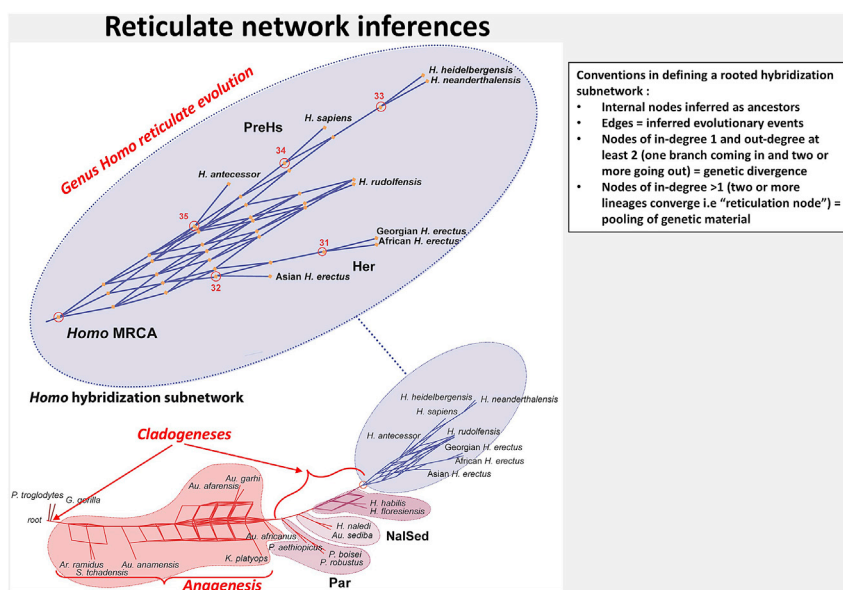 Reticulate network inferences
Genus Homo reticulate evolution
H. heidelbergensis
H. neanderthalensis
33
PreHs
H. sapiens
34
H. antecessor
H. rudolfensis
35
Georgian H. erectus
African H. erectus
31
Her
Asian H. erectus
32
Homo MRCA
Homo hybridization subnetwork
Conventions in defining a rooted hybridization
subnetwork :
• Internal nodes inferred as ancestors
• Edges = inferred evolutionary events
• Nodes of in-degree 1 and out-degree at
least 2 (one branch coming in and two or
more going out) = genetic divergence
• Nodes of in-degree >1 (two or more
lineages converge i.e “reticulation node”) =
pooling of genetic material
H. heidelbergensis
H. neanderthalensis
H. sapiens
H. antecessor
H. rudolfensis
Georgian H. erectus
African H. erectus
Asian H. erectus
Cladogeneses
P. troglodytes
G. gorilla
root
Au. garhi
Au. afarensis
H. habilis
H. floresiensis
NalSed
H. naledi
Au. sediba
Au. africanus
P. aethiopicus
P. boisei
P. robustus
Par
Ar. ramidus
S. tchadensis
Au. anamensis
K. platyops
Anagenesis